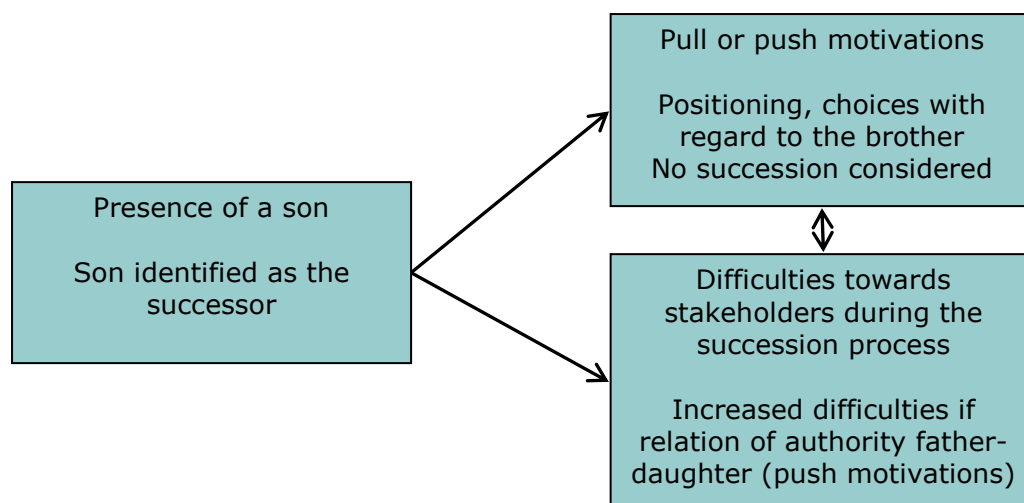 Presence of a son
Son identified as the
successor
Pull or push motivations
Positioning, choices with
regard to the brother
No succession considered
Difficulties towards
stakeholders during the
succession process
Increased difficulties if
relation of authority father-
daughter (push motivations)